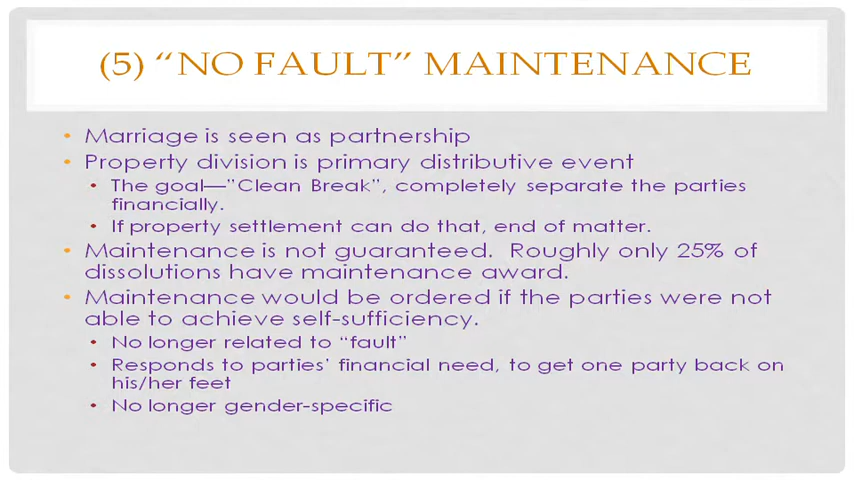 (5) “NO FAULT” MAINTENANCE
• Marriage is seen as partnership
• Property division is primary distributive event
• The goal—”Clean Break”, completely separate the parties
financially.
• If property settlement can do that, end of matter.
• Maintenance is not guaranteed.  Roughly only 25% of
dissolutions have maintenance award.
• Maintenance would be ordered if the parties were not
able to achieve self-sufficiency.
• No longer related to “fault”
• Responds to parties’ financial need, to get one party back on
his/her feet
• No longer gender-specific